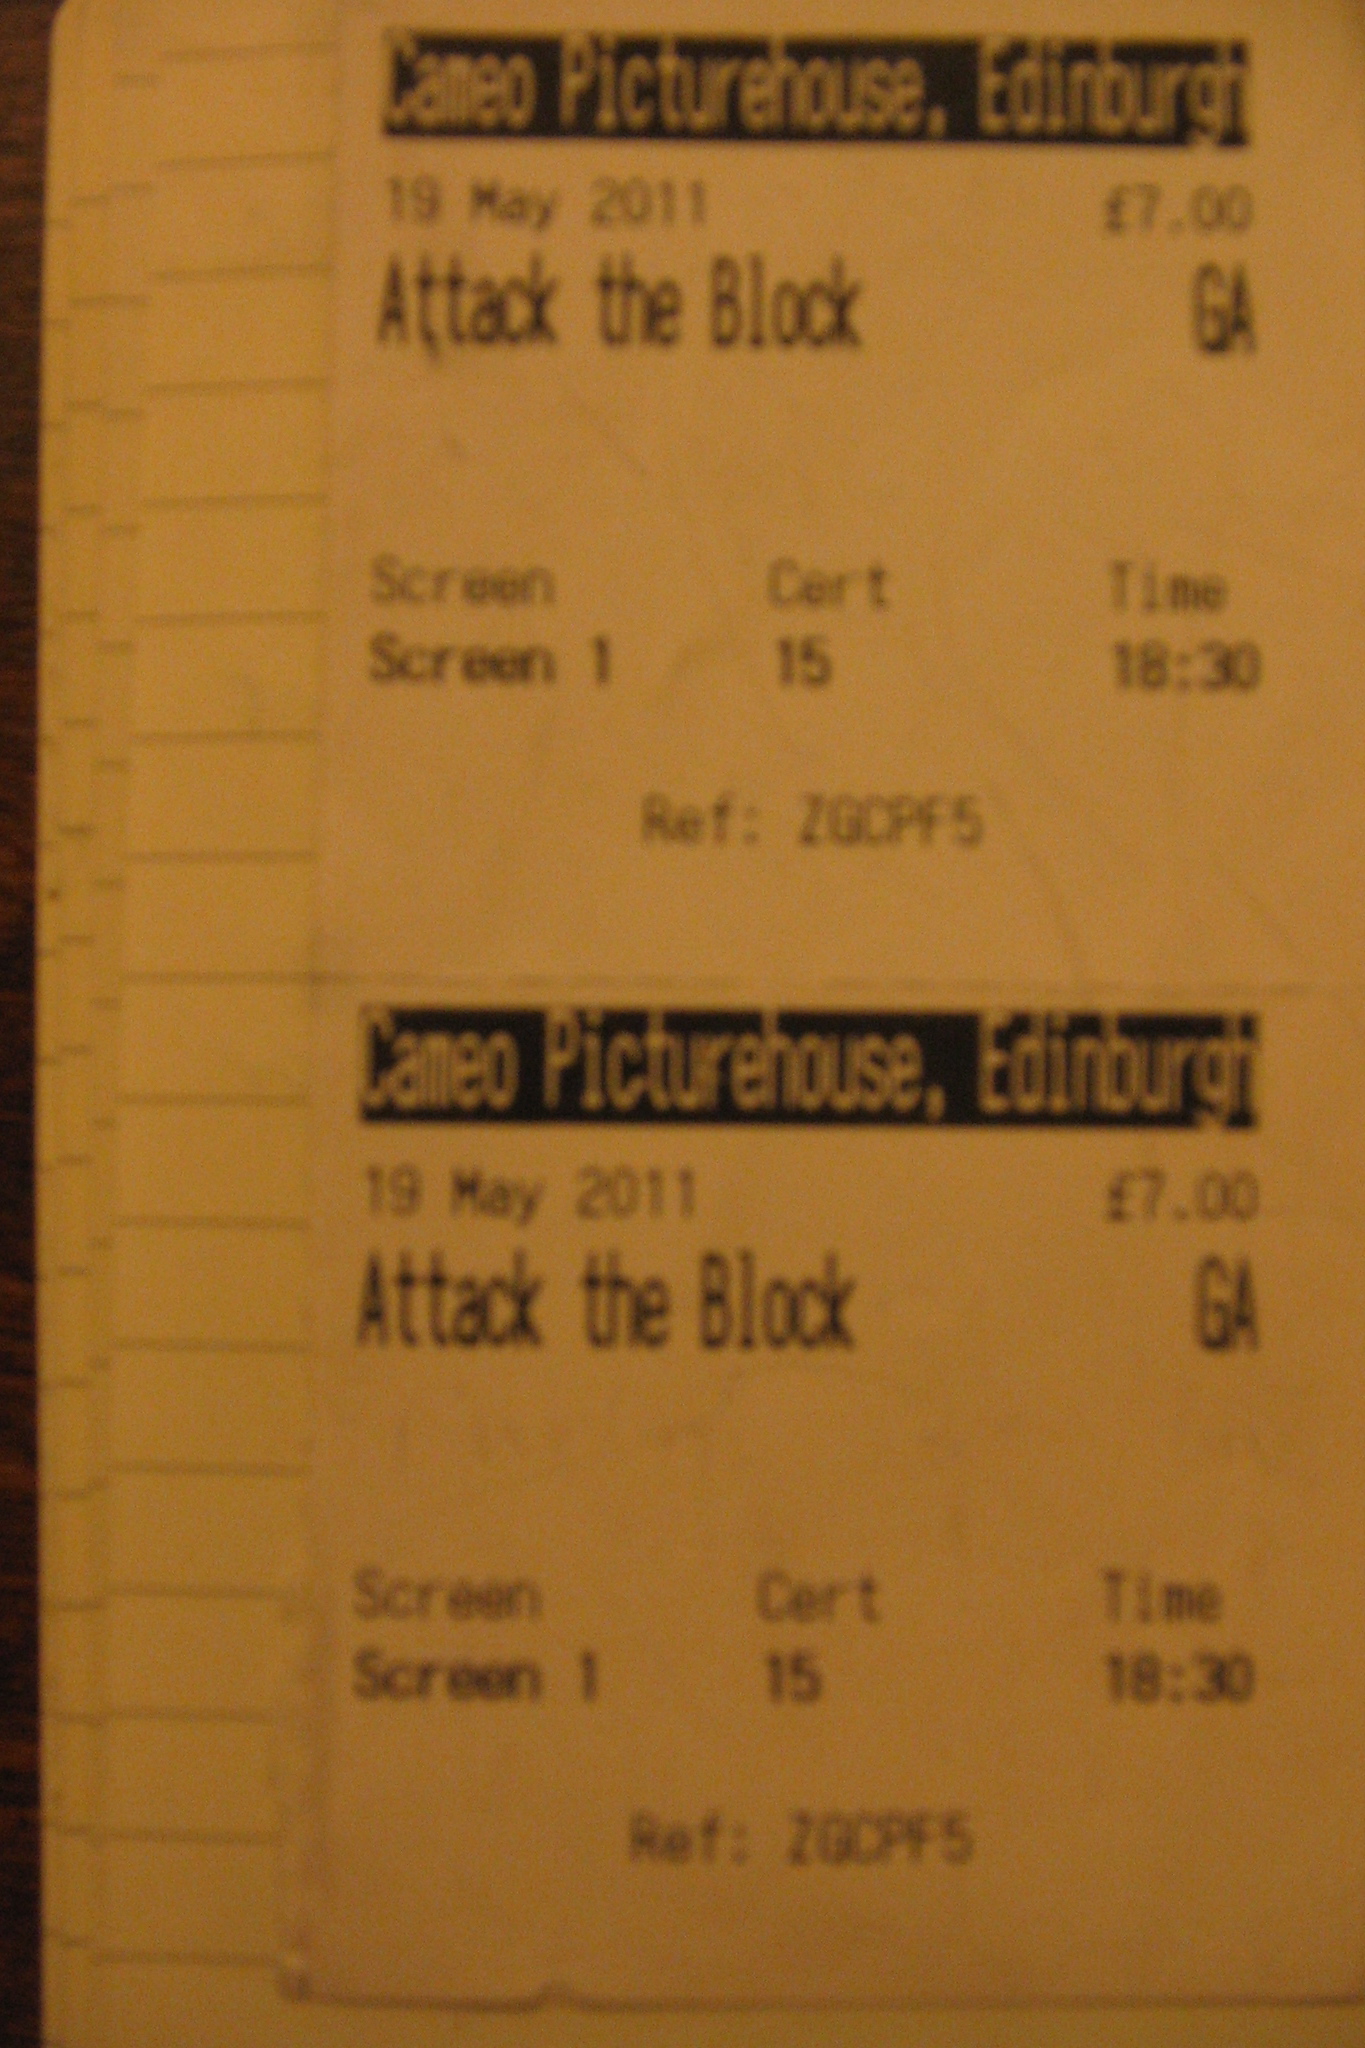 Cameo Picturehouse, Edinburgh
19 May 2011 £7.00
Attack the Block GA
Screen Cert Time
Screen 1 15 18:30
Ref: ZGCPF5
Cameo Picturehouse, Edinburgh
19 May 2011 £7.00
Attack the Block GA
Screen Cert Time
Screen 1 15 18:30
Ref: ZGCPF5